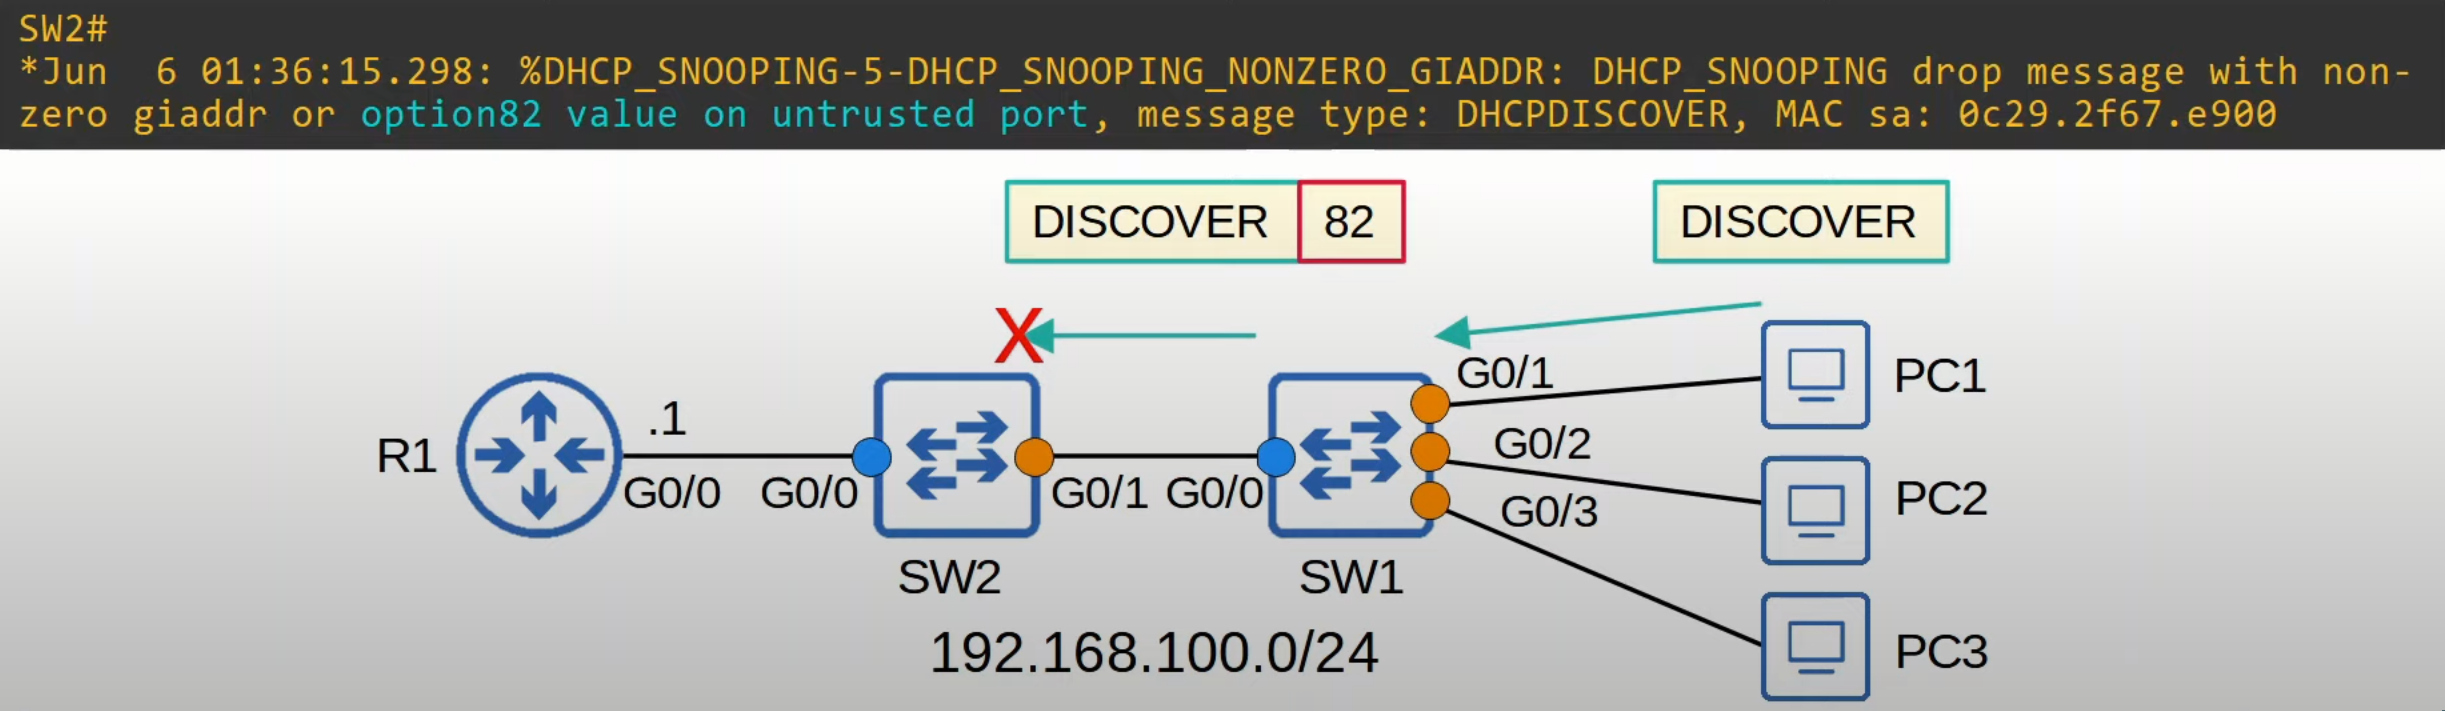 SW2#
*Jun  6 01:36:15.298: %DHCP_SNOOPING-5-DHCP_SNOOPING_NONZERO_GIADDR: DHCP_SNOOPING drop message with non-
zero giaddr or option82 value on untrusted port, message type: DHCPDISCOVER, MAC sa: 0c29.2f67.e900
DISCOVER 82
DISCOVER
X
G0/1
PC1
.1
R1
G0/2
G0/0
G0/0
G0/1
G0/0
PC2
G0/3
SW2
SW1
192.168.100.0/24
PC3